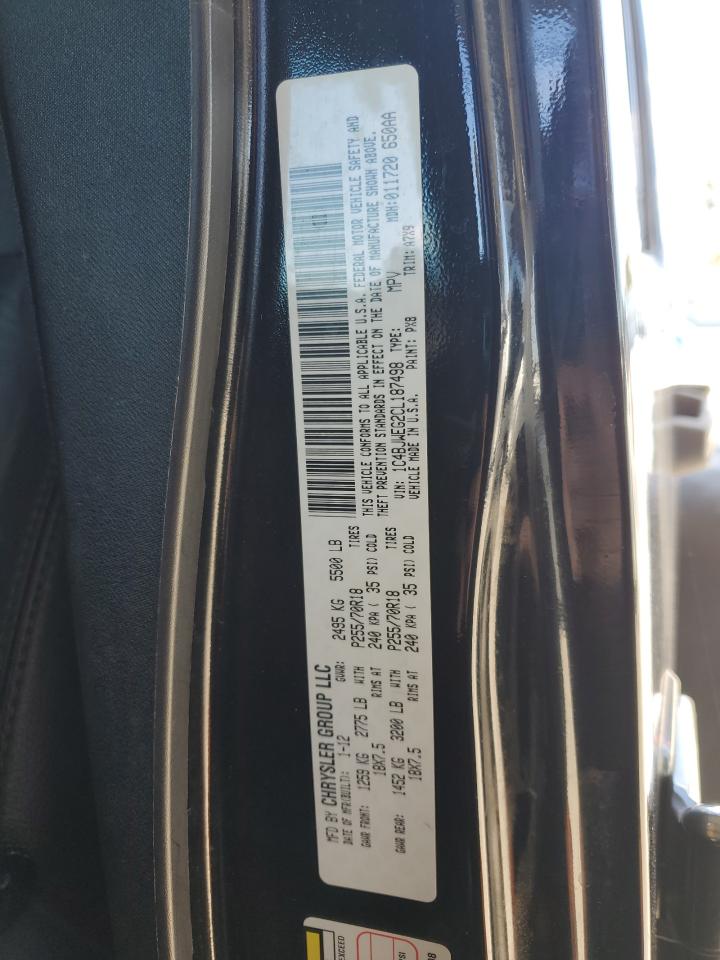 MFD BY CHRYSLER GROUP LLC
DATE OF MFR(BUILT): 1-12 GVWR: 2495 KG 5500 LB
GAWR FRONT: 1259 KG 2775 LB WITH P255/70R18 TIRES
18X7.5 RIMS AT 240 KPA ( 35 PSI) COLD
GAWR REAR: 1452 KG 3200 LB WITH P255/70R18 TIRES
18X7.5 RIMS AT 240 KPA ( 35 PSI) COLD
THIS VEHICLE CONFORMS TO ALL APPLICABLE U.S.A. FEDERAL MOTOR VEHICLE SAFETY AND
THEFT PREVENTION STANDARDS IN EFFECT ON THE DATE OF MANUFACTURE SHOWN ABOVE.
VIN: 1C4BJWEG2CL187498 TYPE: MPV MDH:011720 650AA
VEHICLE MADE IN U.S.A. PAINT: PX8 TRIM: A7X9
EXCEED
PSI